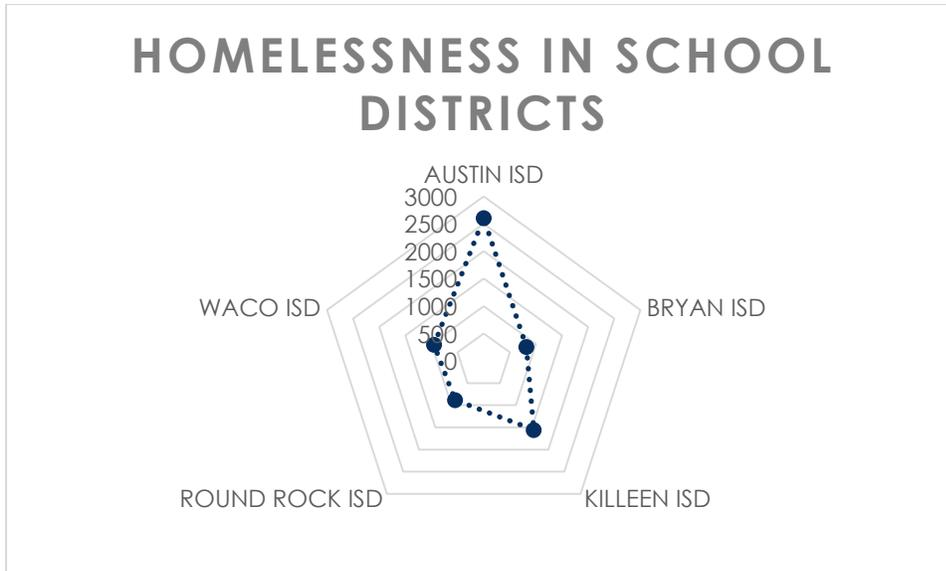 HOMELESSNESS IN SCHOOL
DISTRICTS
AUSTIN ISD
3000
2500
2000
1500
1000
500
0
WACO ISD
BRYAN ISD
ROUND ROCK ISD
KILLEEN ISD